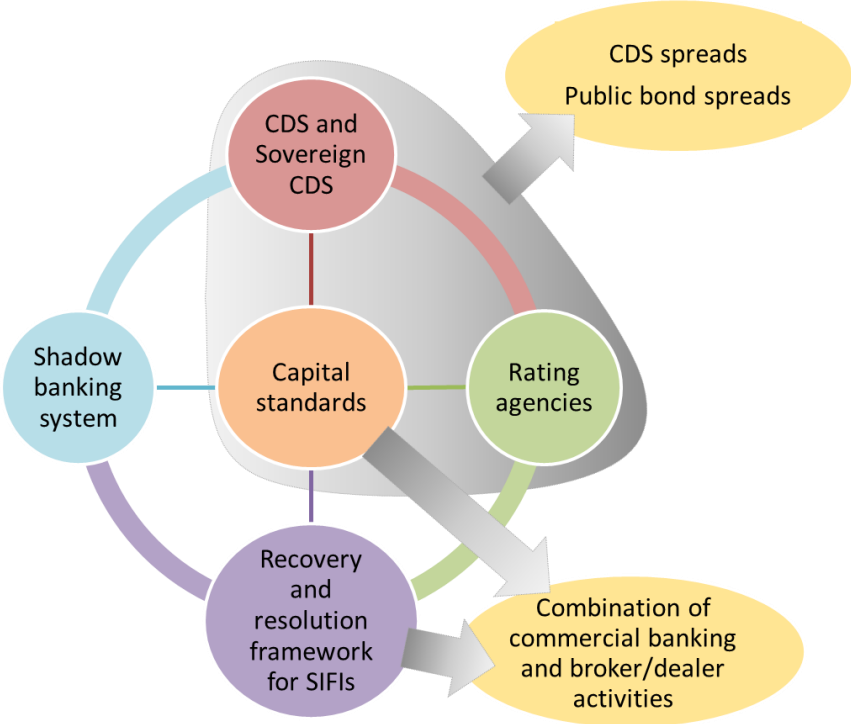 CDS spreads
Public bond spreads
CDS and
Sovereign
CDS
Shadow
banking
system
Capital
standards
Rating
agencies
Recovery
and
resolution
framework
for SIFIs
Combination of
commercial banking
and broker/dealer
activities